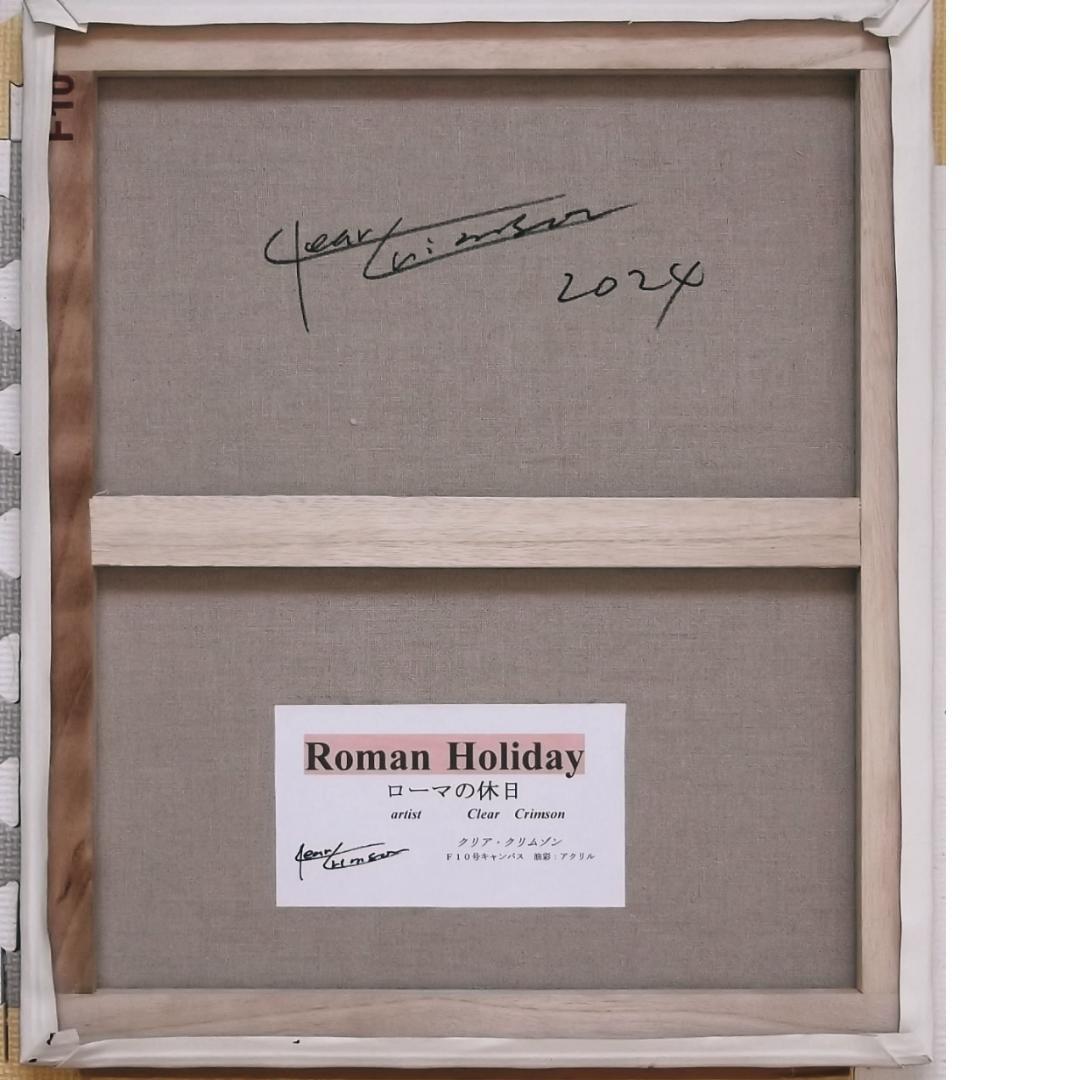 F10
Clear Crimson
2024
Roman Holiday
ローマの休日
artist Clear Crimson
クリア・クリムゾン
Clear Crimson
F10号キャンバス 油彩:アクリル